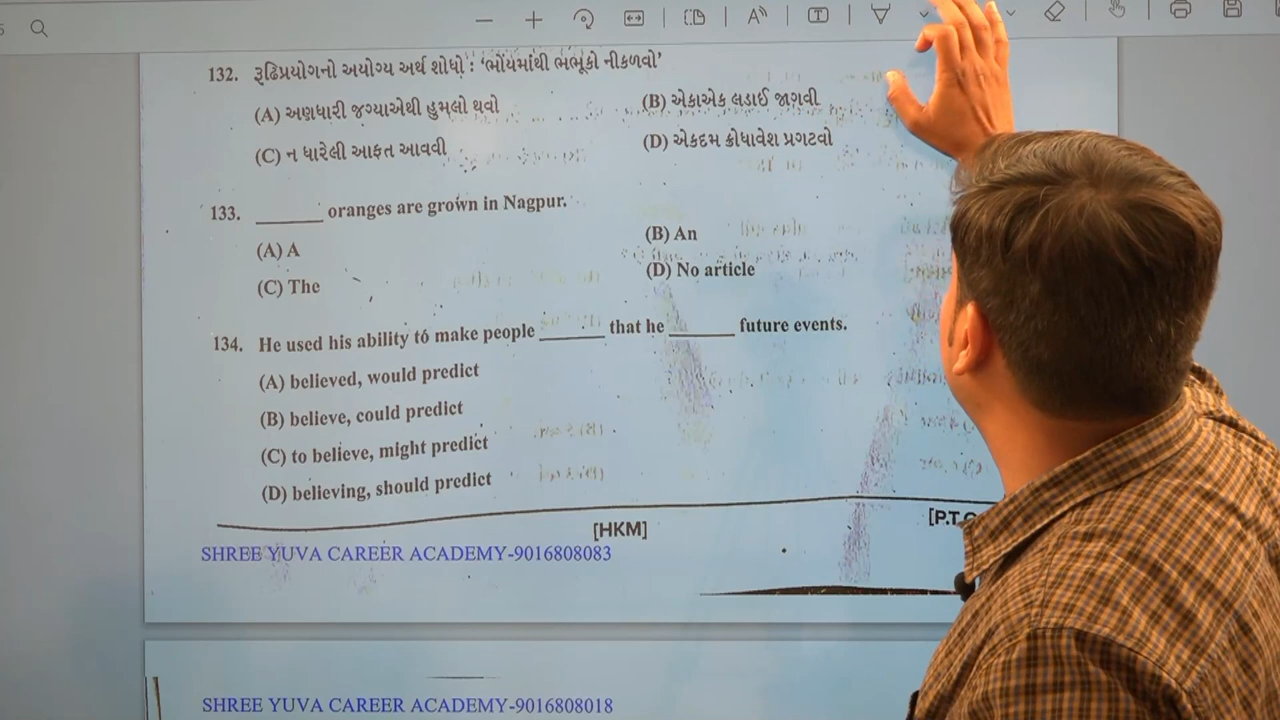 132. રૂઢિપ્રયોગનો અયોગ્ય અર્થ શોધો : ‘ભોંયમાંથી ભભૂકો નીકળવો’
(A) અણધારી જગ્યાએથી હુમલો થવો
(B) એકાએક લડાઈ જાગવી
(C) ન ધારેલી આફત આવવી
(D) એકદમ ક્રોધાવેશ પ્રગટવો
133. ______ oranges are grown in Nagpur.
(A) A
(B) An
(C) The
(D) No article
134. He used his ability to make people ______ that he ______ future events.
(A) believed, would predict
(B) believe, could predict
(C) to believe, might predict
(D) believing, should predict
[HKM]
[P.T.
SHREE YUVA CAREER ACADEMY-9016808083
SHREE YUVA CAREER ACADEMY-9016808018